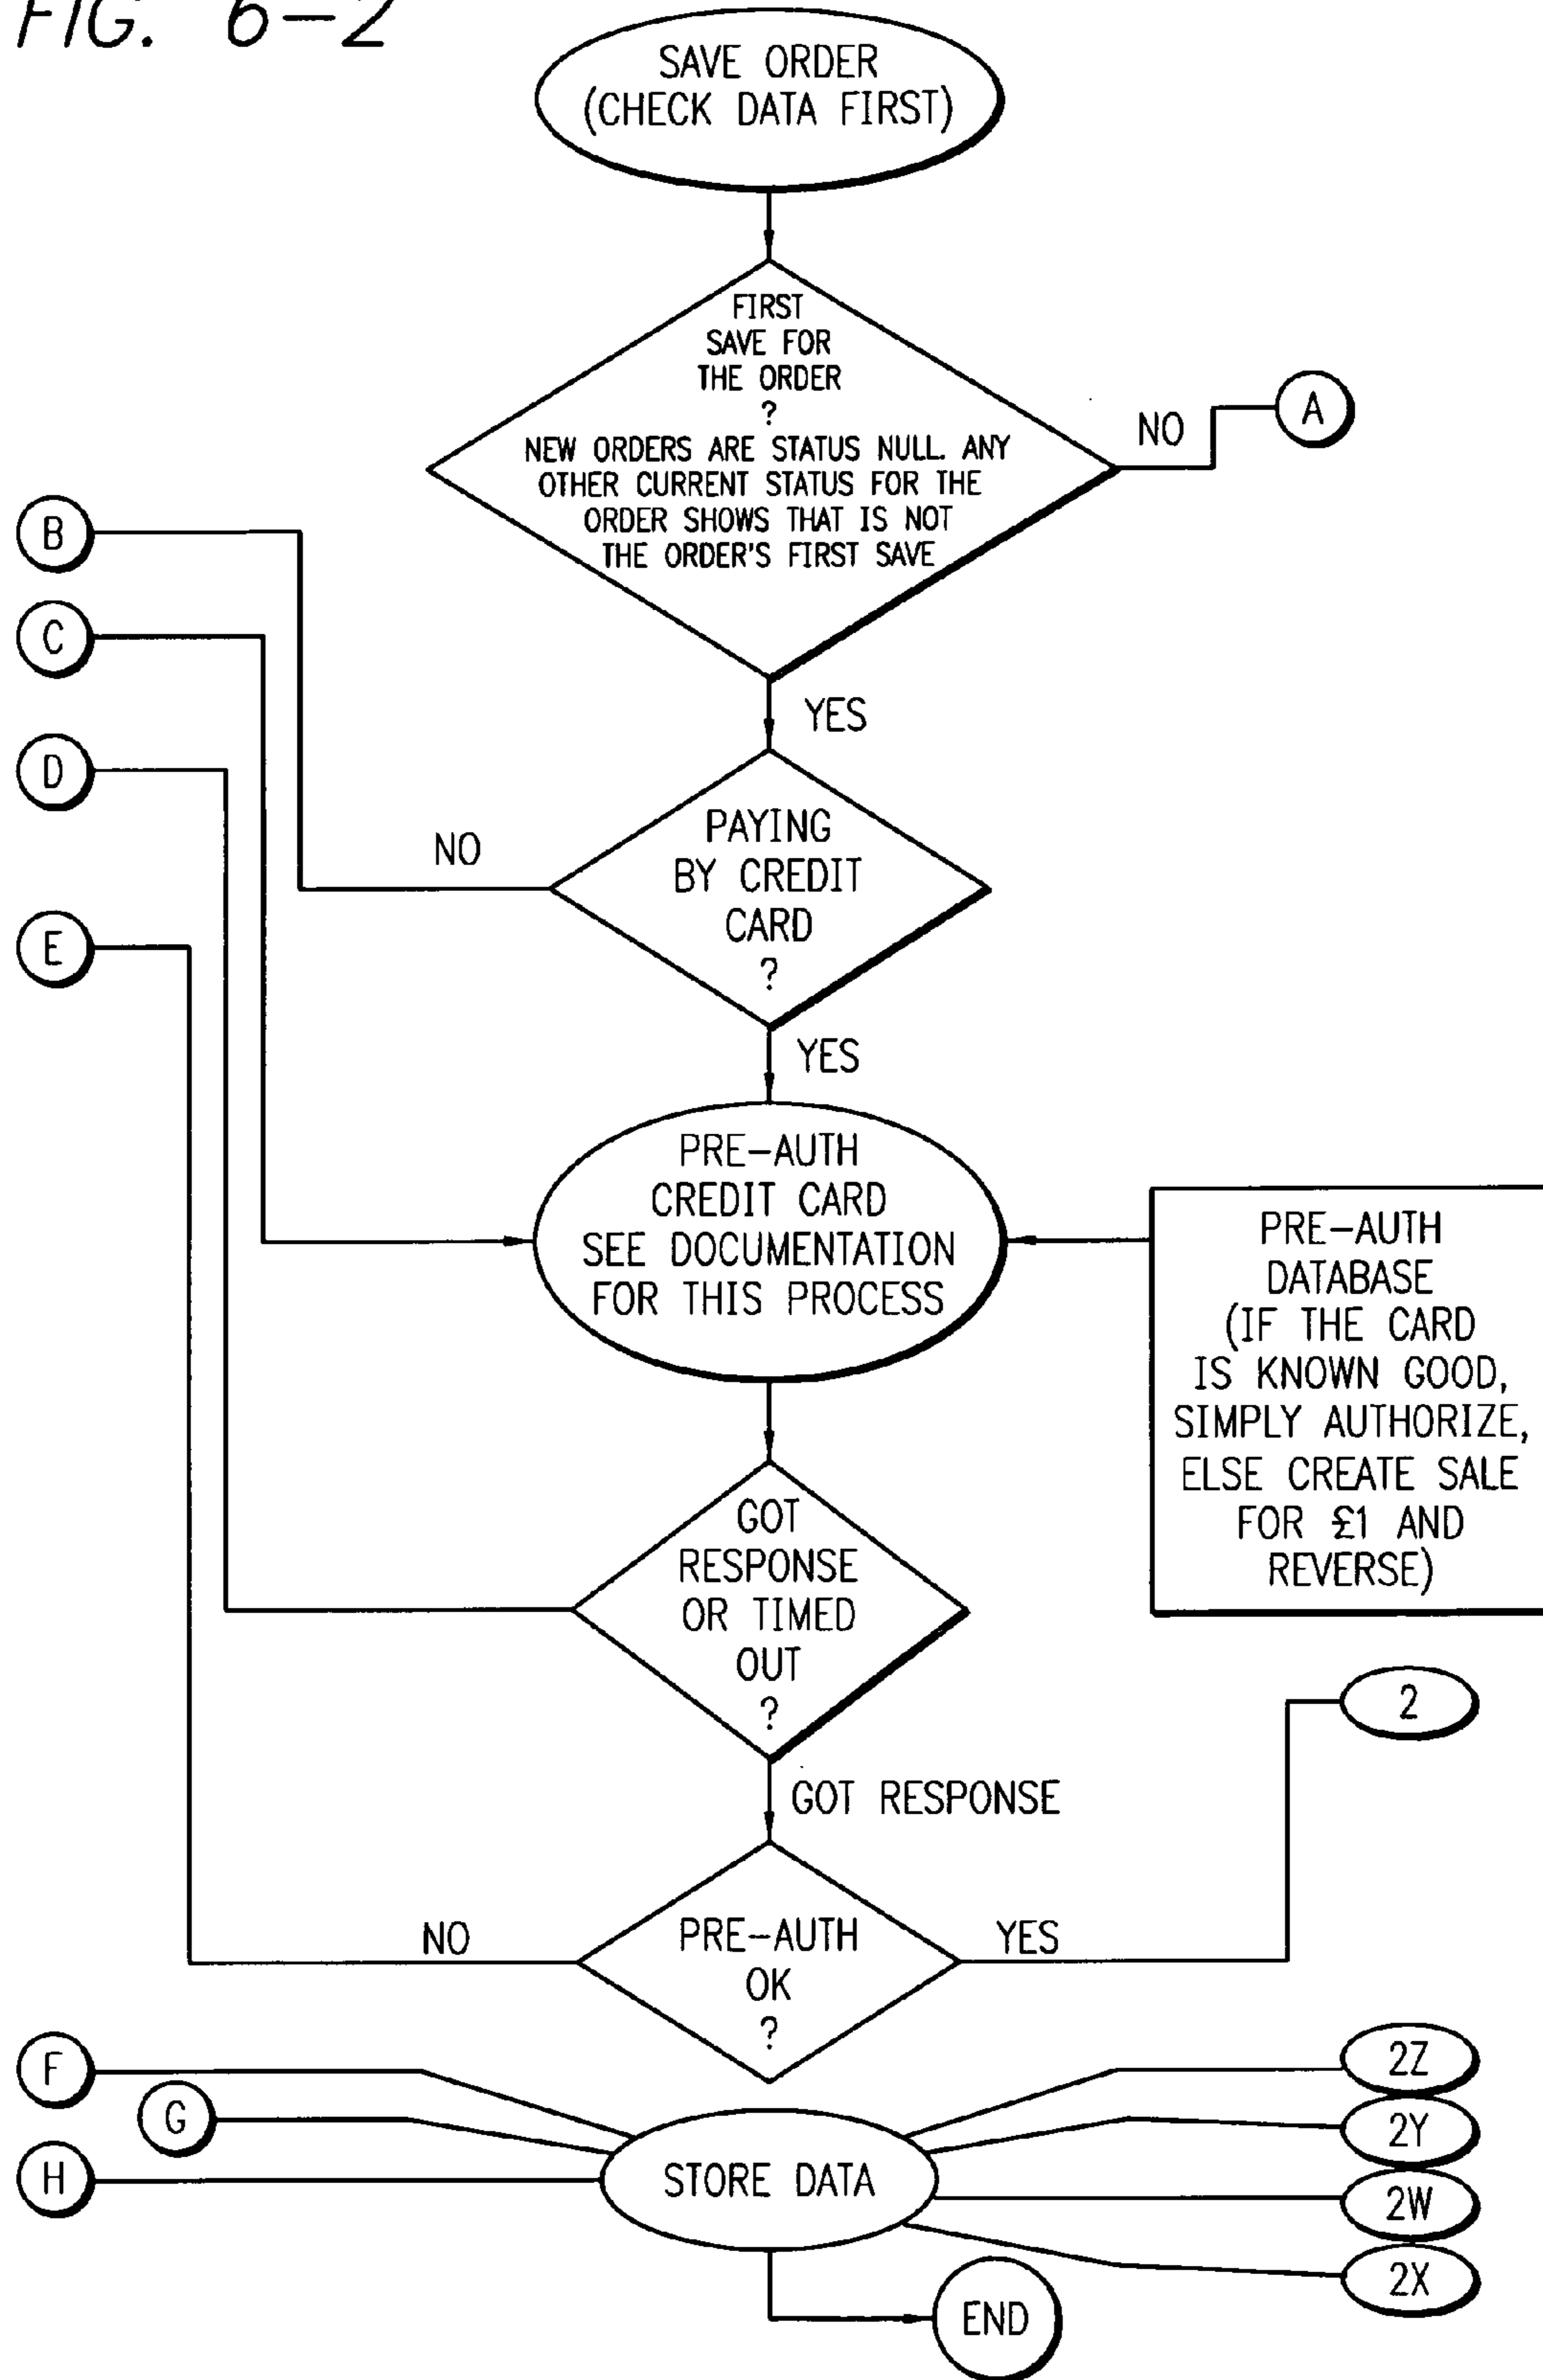 FIG. 6-2
SAVE ORDER
(CHECK DATA FIRST)
FIRST
SAVE FOR
THE ORDER
?
NEW ORDERS ARE STATUS NULL. ANY
OTHER CURRENT STATUS FOR THE
ORDER SHOWS THAT IS NOT
THE ORDER'S FIRST SAVE
NO
A
B
C
YES
D
PAYING
BY CREDIT
CARD
?
NO
E
YES
PRE-AUTH
CREDIT CARD
SEE DOCUMENTATION
FOR THIS PROCESS
PRE-AUTH
DATABASE
(IF THE CARD
IS KNOWN GOOD,
SIMPLY AUTHORIZE,
ELSE CREATE SALE
FOR £1 AND
REVERSE)
GOT
RESPONSE
OR TIMED
OUT
?
2
GOT RESPONSE
NO
PRE-AUTH
OK
?
YES
F
G
H
STORE DATA
2Z
2Y
2W
2X
END